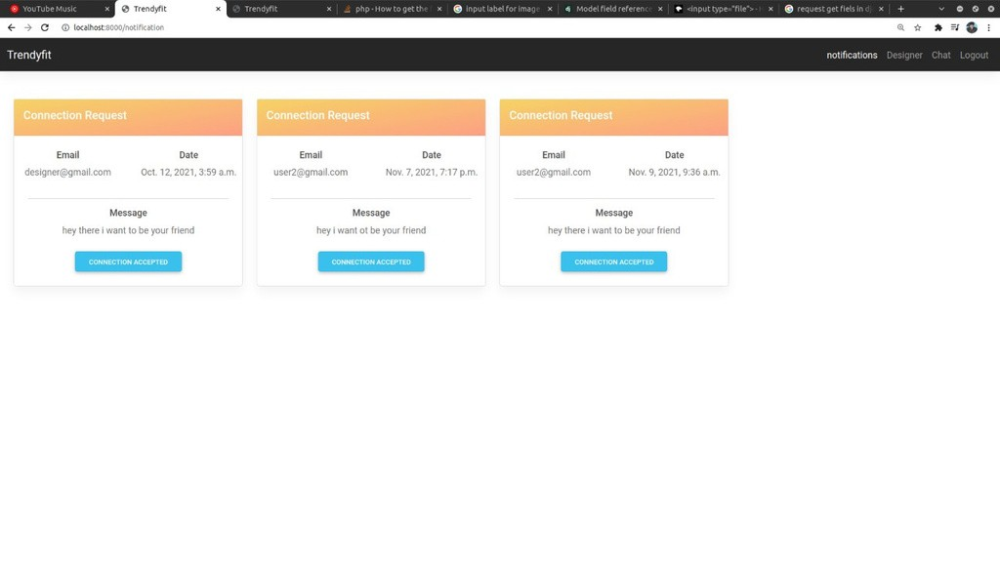 YouTube Music
Trendyfit
Trendyfit
php - How to get the
input label for image
Model field reference
<input type="file"> - H
request get fiels in dj
localhost:8000/notification
Trendyfit
notifications Designer Chat Logout
Connection Request
Email Date
designer@gmail.com Oct. 12, 2021, 3:59 a.m.
Message
hey there i want to be your friend
CONNECTION ACCEPTED
Connection Request
Email Date
user2@gmail.com Nov. 7, 2021, 7:17 p.m.
Message
hey i want ot be your friend
CONNECTION ACCEPTED
Connection Request
Email Date
user2@gmail.com Nov. 9, 2021, 9:36 a.m.
Message
hey there i want to be your friend
CONNECTION ACCEPTED